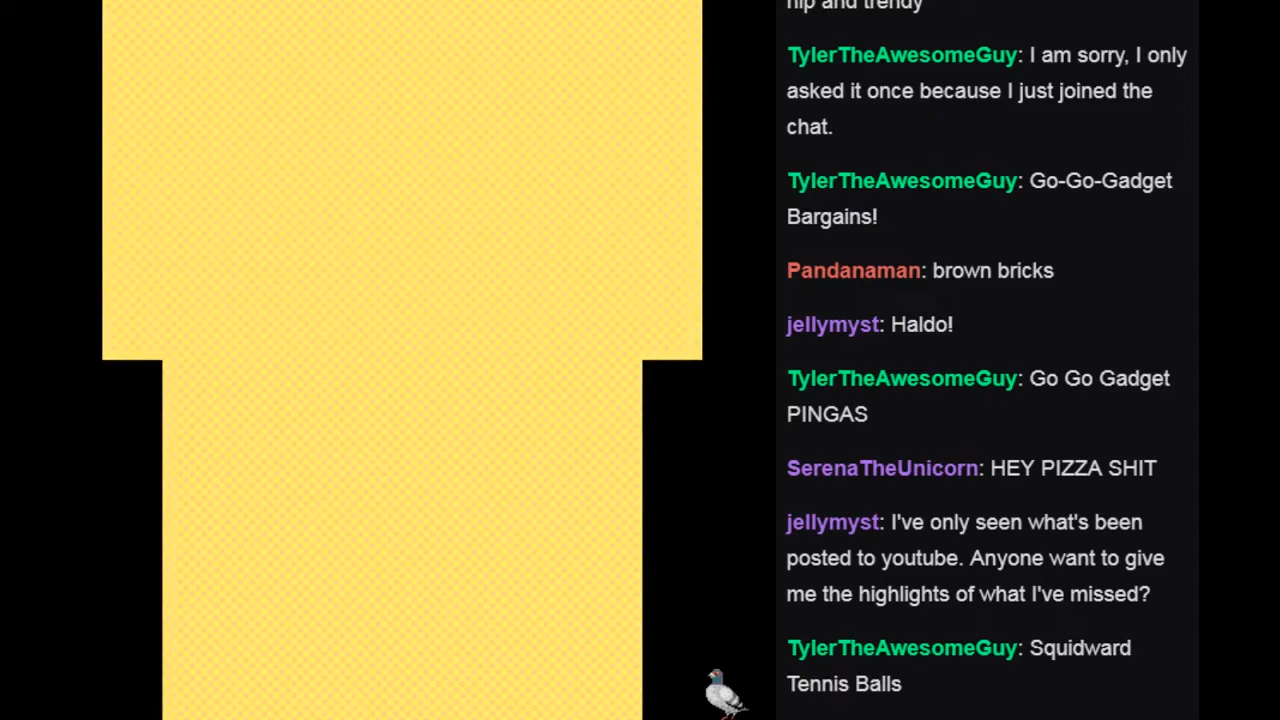 hip and trendy
TylerTheAwesomeGuy: I am sorry, I only
asked it once because I just joined the
chat.
TylerTheAwesomeGuy: Go-Go-Gadget
Bargains!
Pandanaman: brown bricks
jellymyst: Haldo!
TylerTheAwesomeGuy: Go Go Gadget
PINGAS
SerenaTheUnicorn: HEY PIZZA SHIT
jellymyst: I've only seen what's been
posted to youtube. Anyone want to give
me the highlights of what I've missed?
TylerTheAwesomeGuy: Squidward
Tennis Balls